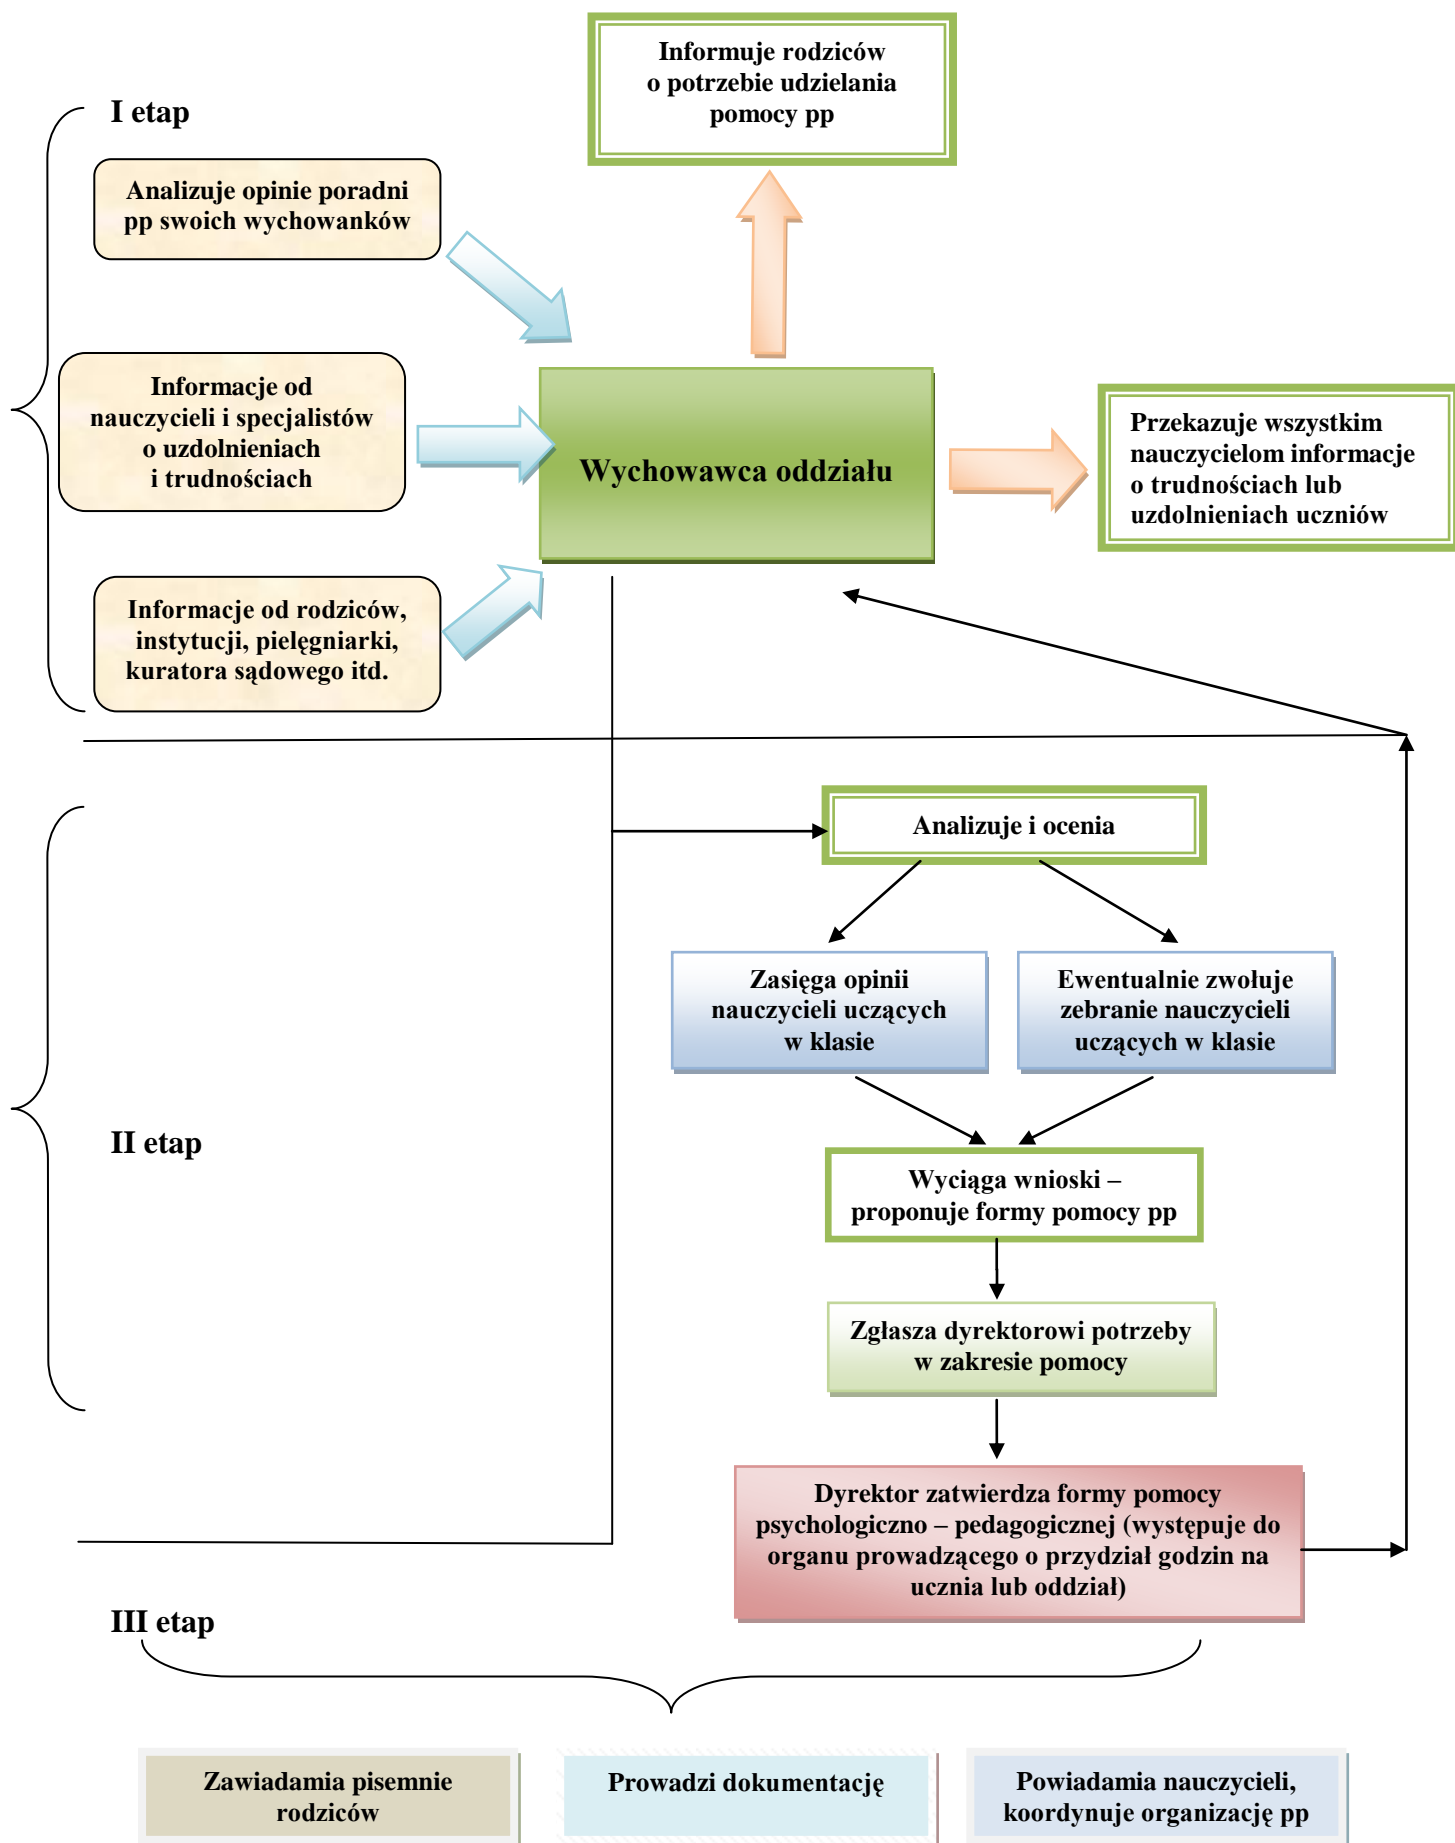 Informuje rodziców
o potrzebie udzielania
pomocy pp
I etap
Analizuje opinie poradni
pp swoich wychowanków
Informacje od
nauczycieli i specjalistów
o uzdolnieniach
i trudnościach
Wychowawca oddziału
Przekazuje wszystkim
nauczycielom informacje
o trudnościach lub
uzdolnieniach uczniów
Informacje od rodziców,
instytucji, pielęgniarki,
kuratora sądowego itd.
Analizuje i ocenia
Zasięga opinii
nauczycieli uczących
w klasie
Ewentualnie zwołuje
zebranie nauczycieli
uczących w klasie
II etap
Wyciąga wnioski –
proponuje formy pomocy pp
Zgłasza dyrektorowi potrzeby
w zakresie pomocy
Dyrektor zatwierdza formy pomocy
psychologiczno – pedagogicznej (występuje do
organu prowadzącego o przydział godzin na
ucznia lub oddział)
III etap
Zawiadamia pisemnie
rodziców
Prowadzi dokumentację
Powiadamia nauczycieli,
koordynuje organizację pp